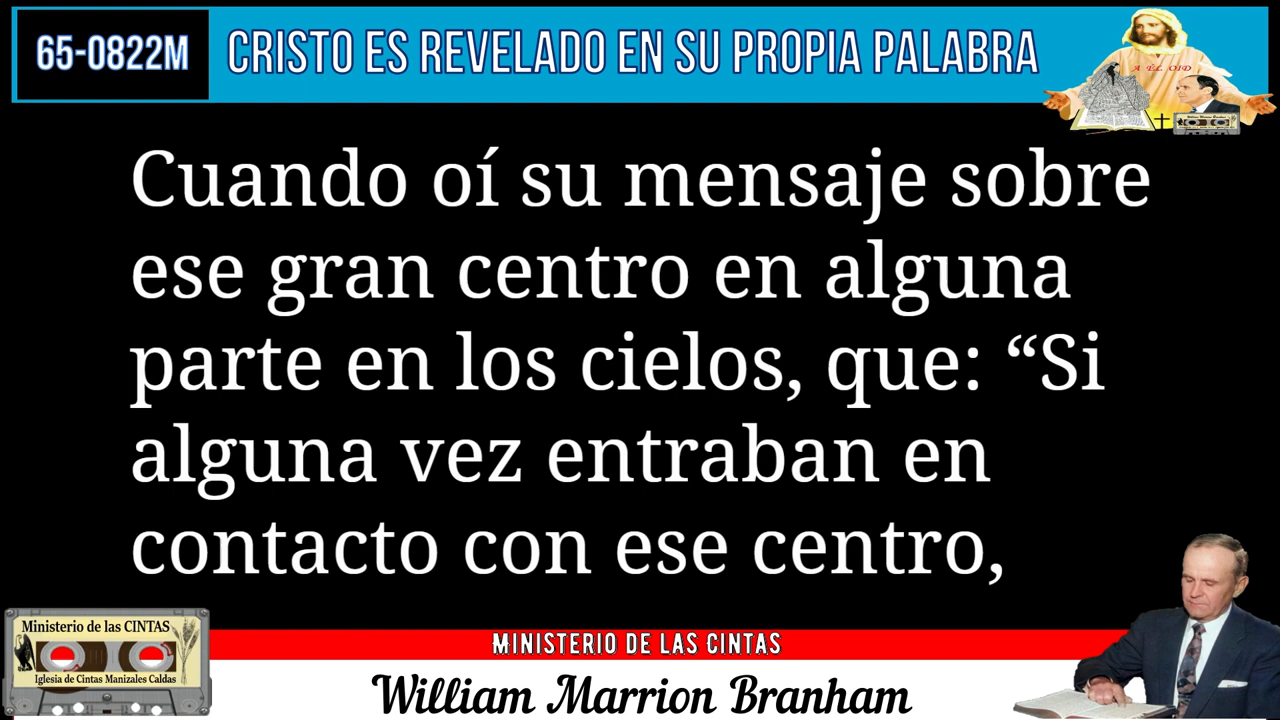 65-0822M
CRISTO ES REVELADO EN SU PROPIA PALABRA
A ÉL OID
Cuando oí su mensaje sobre
ese gran centro en alguna
parte en los cielos, que: “Si
alguna vez entraban en
contacto con ese centro,
Ministerio de las CINTAS
Iglesia de Cintas Manizales Caldas
MINISTERIO DE LAS CINTAS
William Marrion Branham